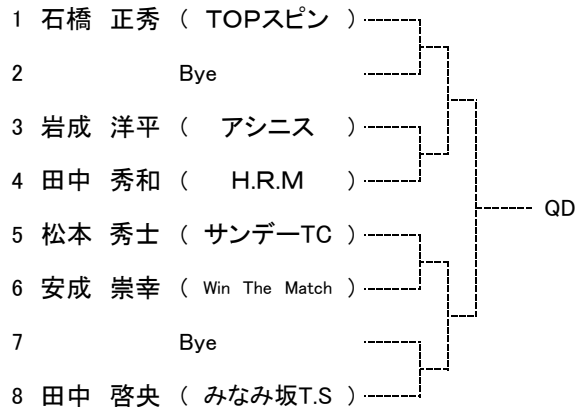 1 石橋 正秀 ( TOPスピン )
2 Bye
3 岩成 洋平 ( アシニス )
4 田中 秀和 ( H.R.M )
QD
5 松本 秀士 ( サンデーTC )
6 安成 崇幸 ( Win The Match )
7 Bye
8 田中 啓央 ( みなみ坂T.S )